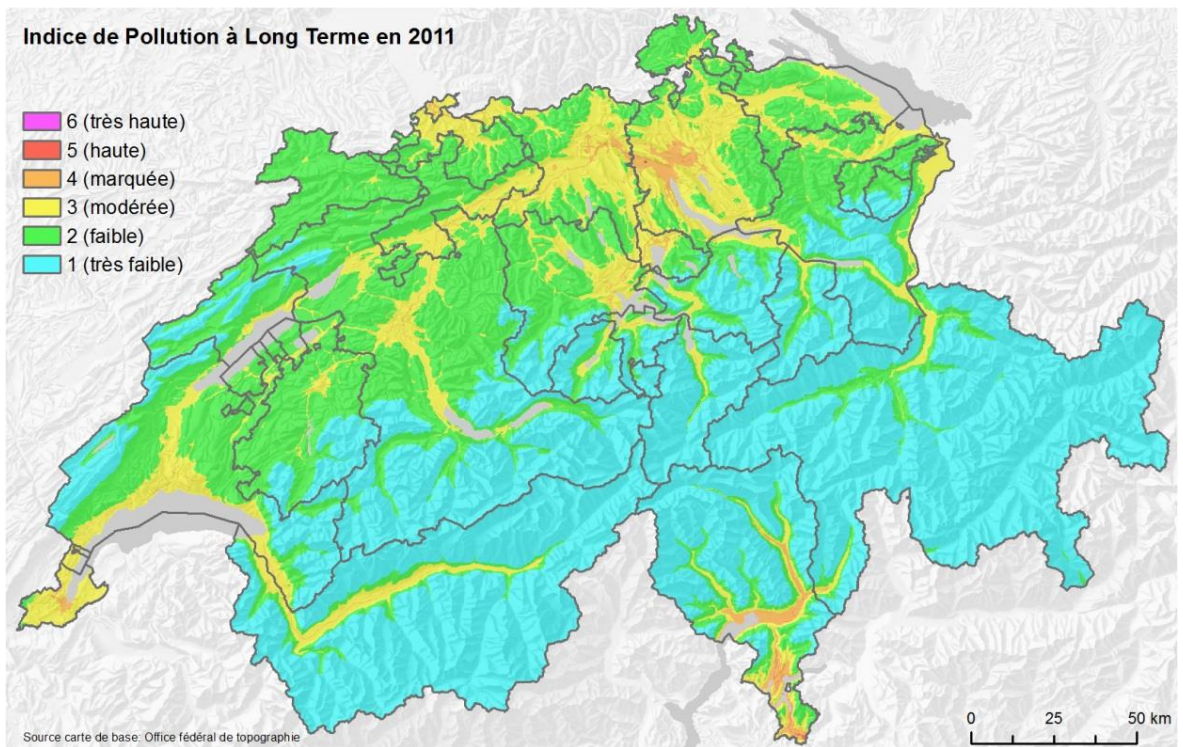 Indice de Pollution à Long Terme en 2011
6 (très haute)
5 (haute)
4 (marquée)
3 (modérée)
2 (faible)
1 (très faible)
0 25 50 km
Source carte de base: Office fédéral de topographie